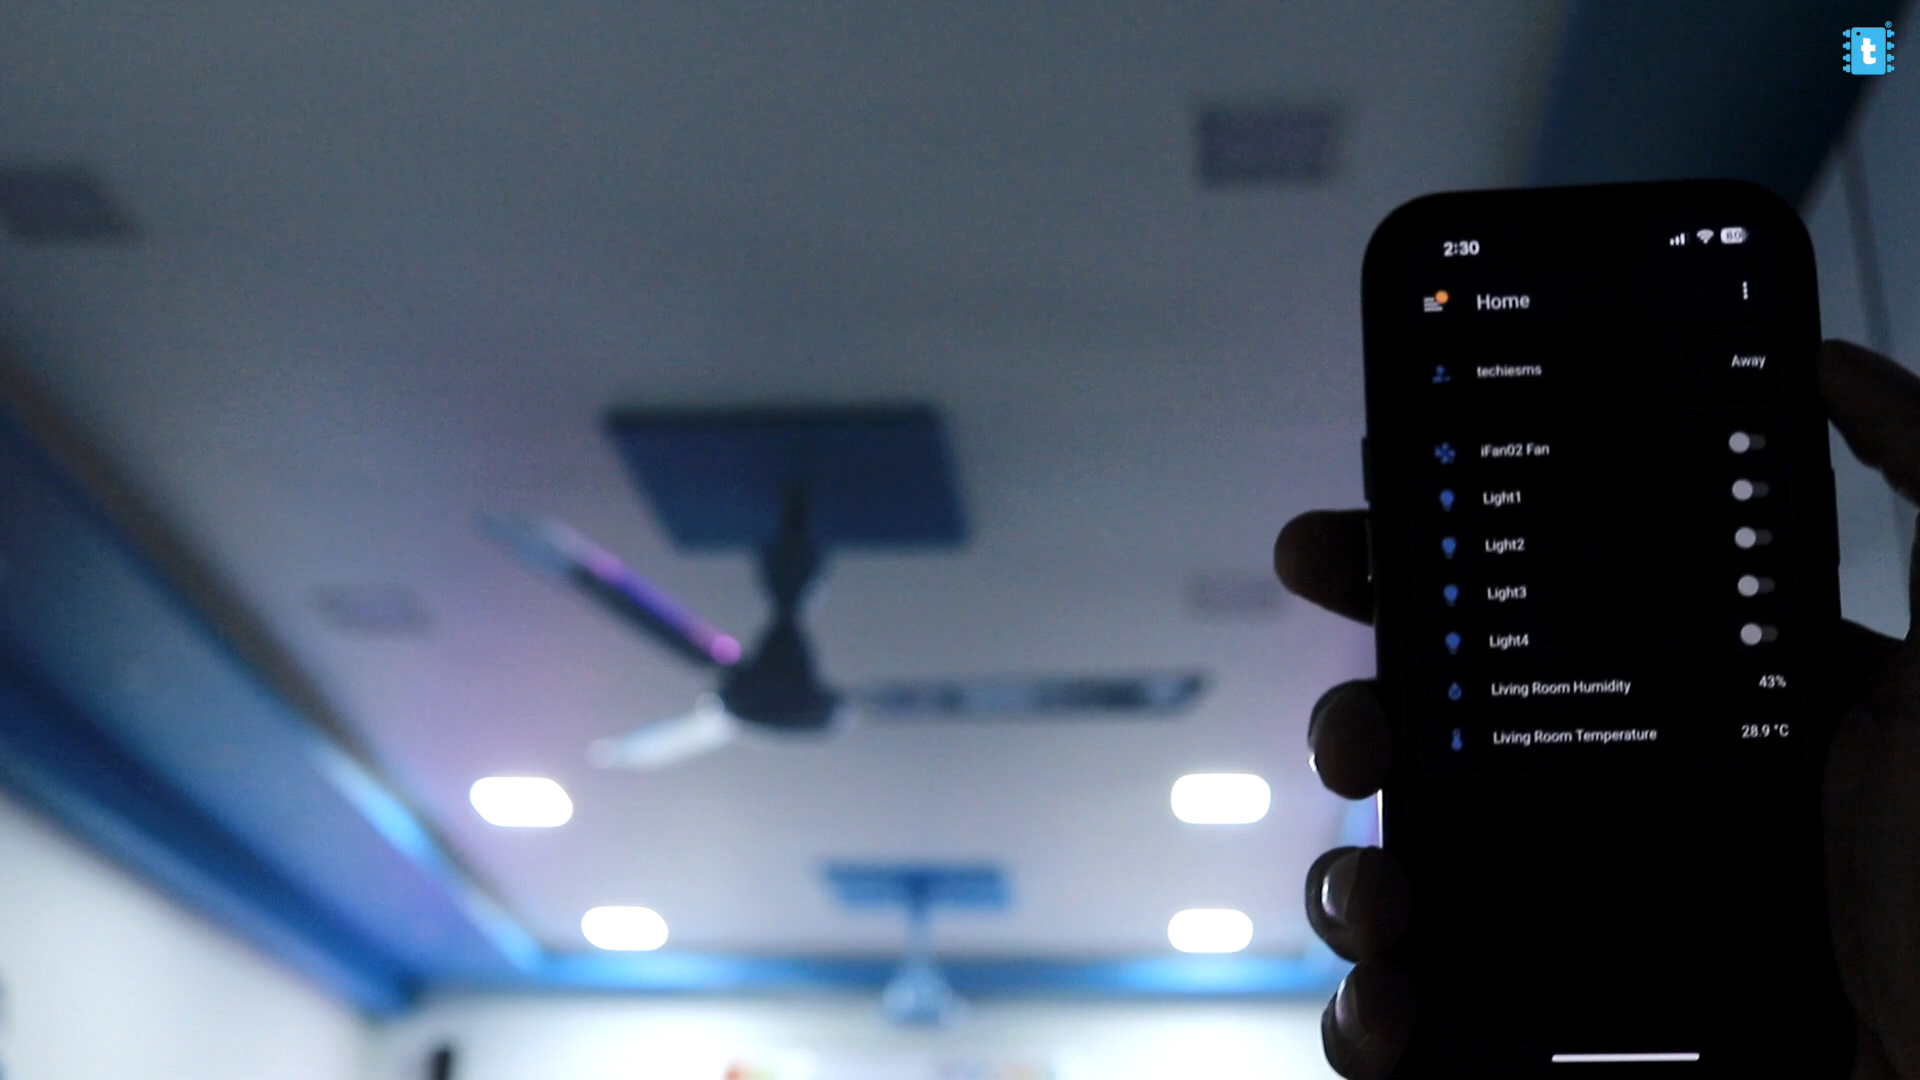 t
®
2:30
80
Home
techiesms
Away
iFan02 Fan
Light1
Light2
Light3
Light4
Living Room Humidity
43%
Living Room Temperature
28.9 °C